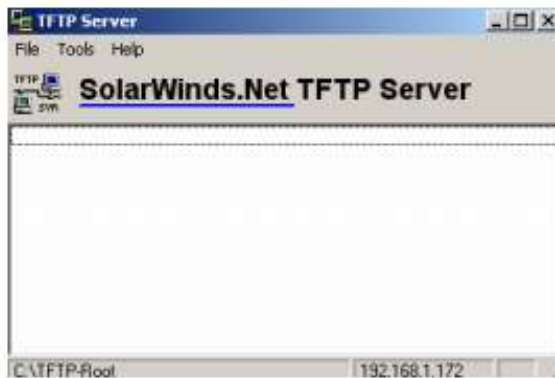 TFTP Server
File Tools Help
TFTP
SVR
SolarWinds.Net TFTP Server
C:\TFTP-Root
192.168.1.172